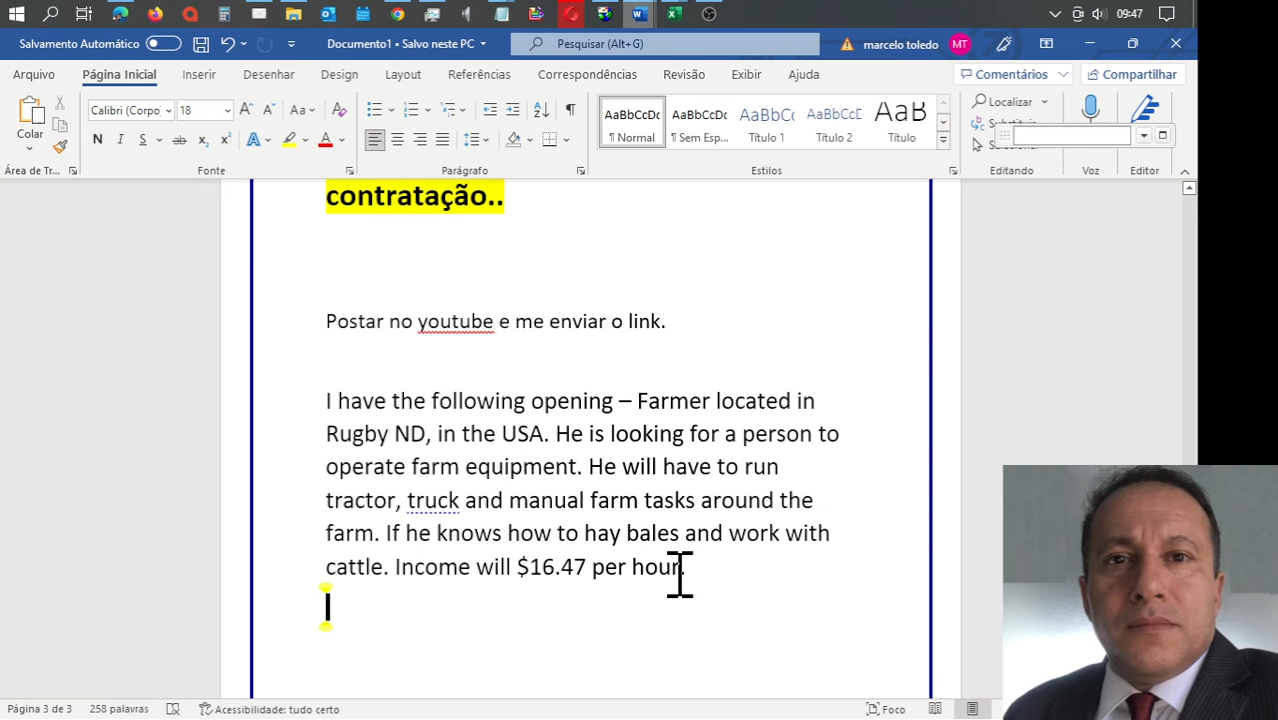 09:47
Salvamento Automático
Documento1 • Salvo neste PC
Pesquisar (Alt+G)
marcelo toledo
MT
Arquivo
Página Inicial
Inserir
Desenhar
Design
Layout
Referências
Correspondências
Revisão
Exibir
Ajuda
Comentários
Compartilhar
Colar
Calibri (Corpo
18
N I S ab x₂ x²
AaBbCcDc
AaBbCcDc
AaBbCc
AaBbCcD
AaB
¶ Normal
¶ Sem Esp...
Título 1
Título 2
Título
Localizar
Área de Tr...
Fonte
Parágrafo
Estilos
Editando
Voz
Editor
contratação..
Postar no youtube e me enviar o link.
I have the following opening – Farmer located in
Rugby ND, in the USA. He is looking for a person to
operate farm equipment. He will have to run
tractor, truck and manual farm tasks around the
farm. If he knows how to hay bales and work with
cattle. Income will $16.47 per hour.
Página 3 de 3
258 palavras
Acessibilidade: tudo certo
Foco